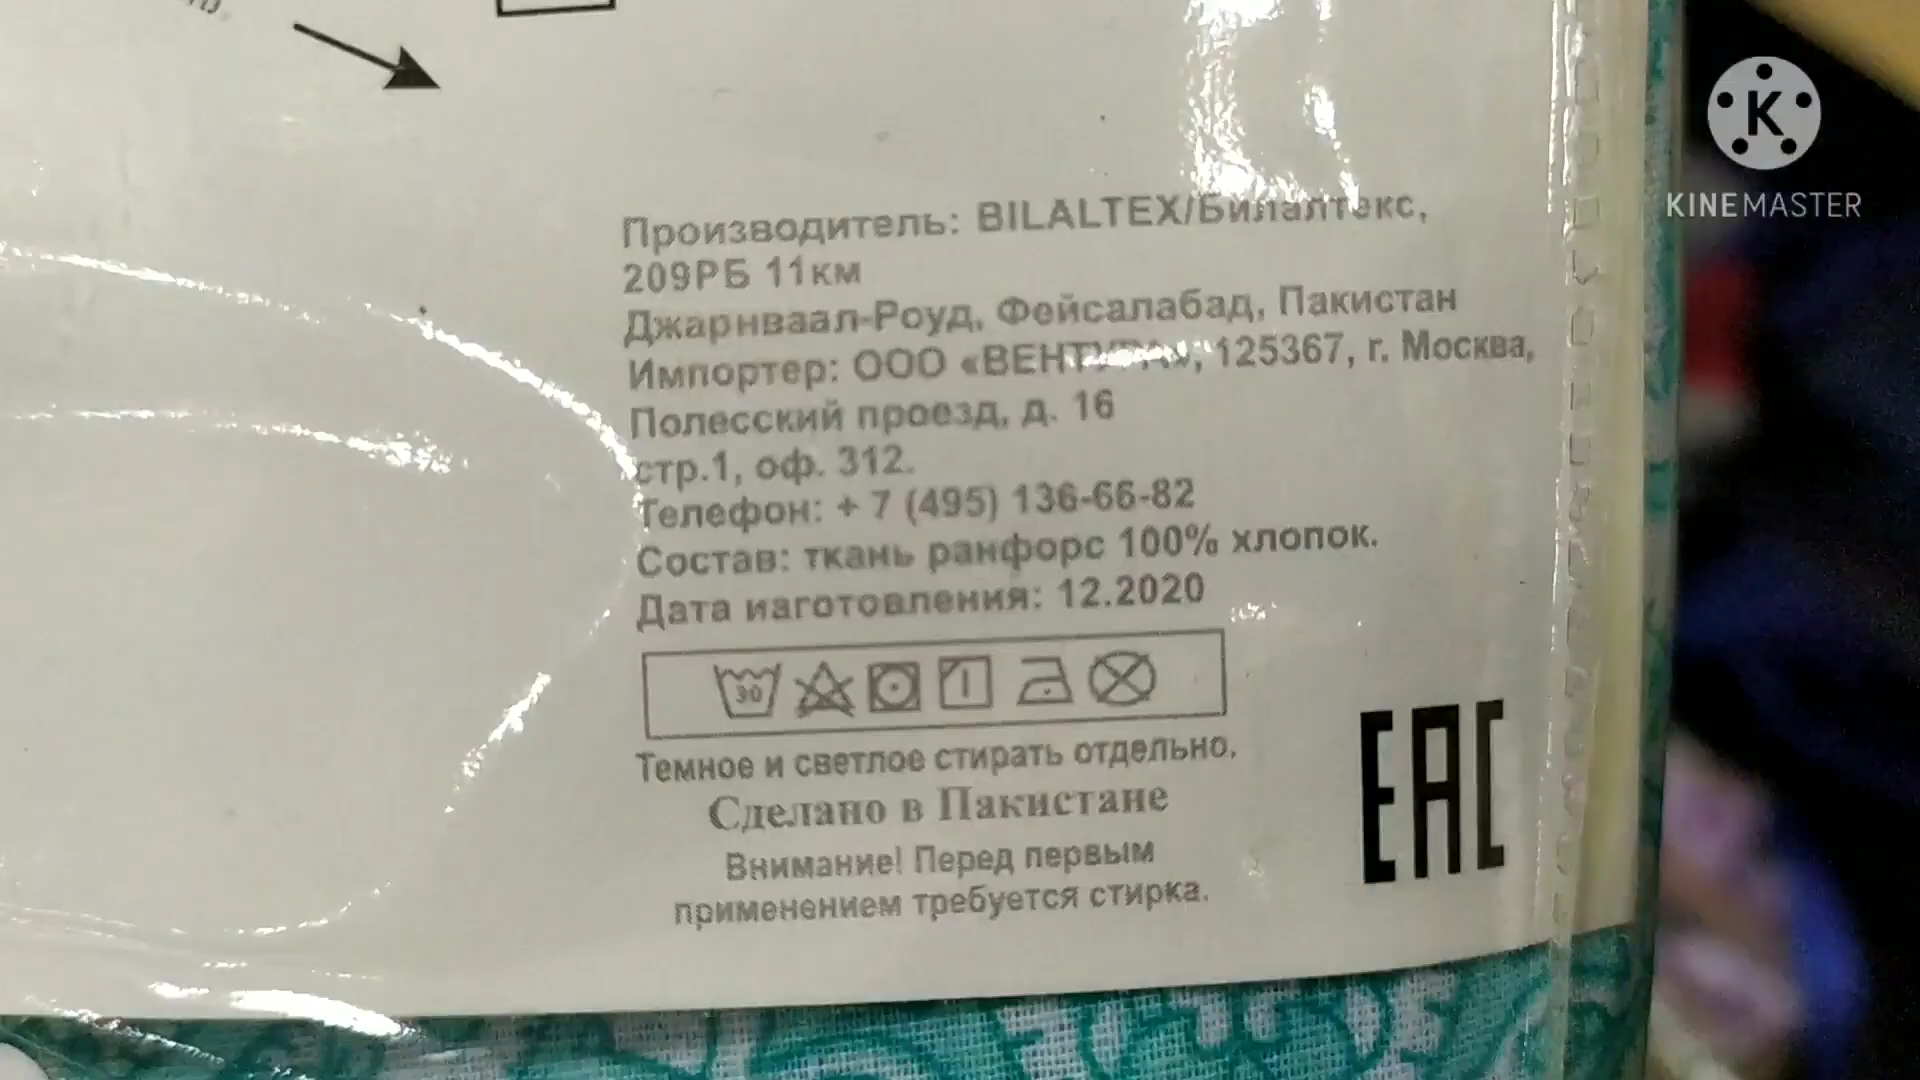 Производитель: BILALTEX/Билалтекс,
209РБ 11км
Джарнваал-Роуд, Фейсалабад, Пакистан
Импортер: ООО «ВЕНТУРА», 125367, г. Москва,
Полесский проезд, д. 16
стр.1, оф. 312.
Телефон: + 7 (495) 136-66-82
Состав: ткань ранфорс 100% хлопок.
Дата изготовления: 12.2020
30
Темное и светлое стирать отдельно.
Сделано в Пакистане
Внимание! Перед первым
применением требуется стирка.
EAC
K
KINEMASTER